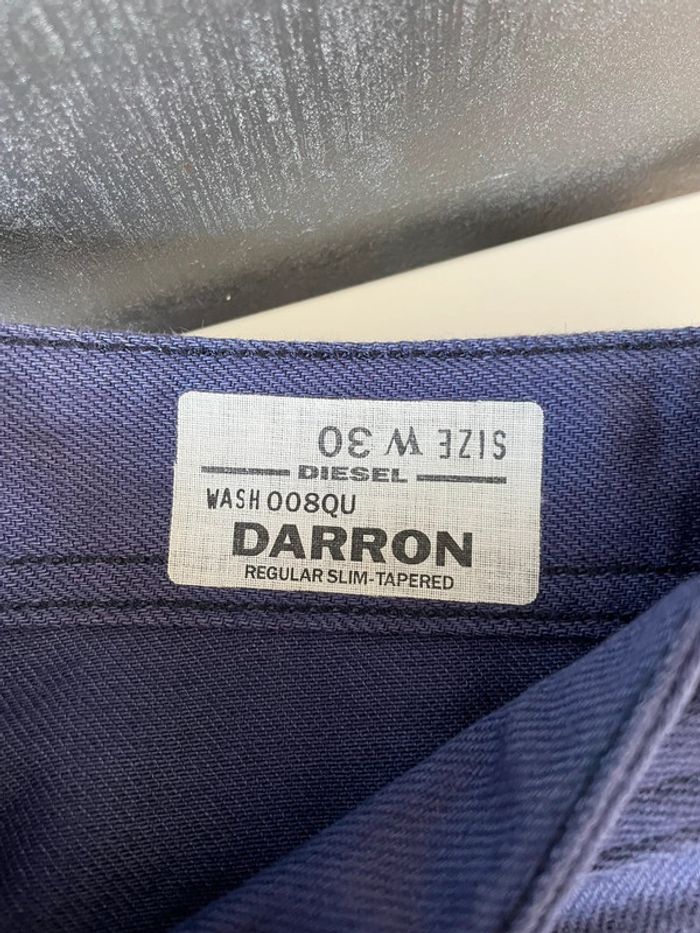 SIZE W 30
DIESEL
WASH 008QU
DARRON
REGULAR SLIM-TAPERED